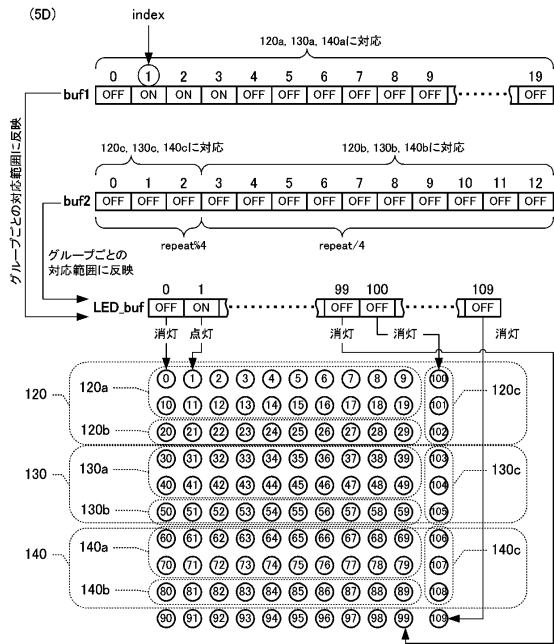 (5D)
index
120a, 130a, 140aに対応
0 1 2 3 4 5 6 7 8 9 19
buf1 OFF ON ON ON OFF OFF OFF OFF OFF OFF OFF
120c, 130c, 140cに対応 120b, 130b, 140bに対応
0 1 2 3 4 5 6 7 8 9 10 11 12
buf2 OFF OFF OFF OFF OFF OFF OFF OFF OFF OFF OFF OFF OFF
repeat%4 repeat/4
グループごとの対応範囲に反映
グループごとの
対応範囲に反映
0 1 99 100 109
LED_buf OFF ON OFF OFF OFF
消灯 点灯 消灯 消灯 消灯
0 1 2 3 4 5 6 7 8 9 100
120a 120c
10 11 12 13 14 15 16 17 18 19 101
120
120b 20 21 22 23 24 25 26 27 28 29 102
30 31 32 33 34 35 36 37 38 39 103
130a 130c
40 41 42 43 44 45 46 47 48 49 104
130
130b 50 51 52 53 54 55 56 57 58 59 105
60 61 62 63 64 65 66 67 68 69 106
140a 140c
70 71 72 73 74 75 76 77 78 79 107
140
140b 80 81 82 83 84 85 86 87 88 89 108
90 91 92 93 94 95 96 97 98 99 109